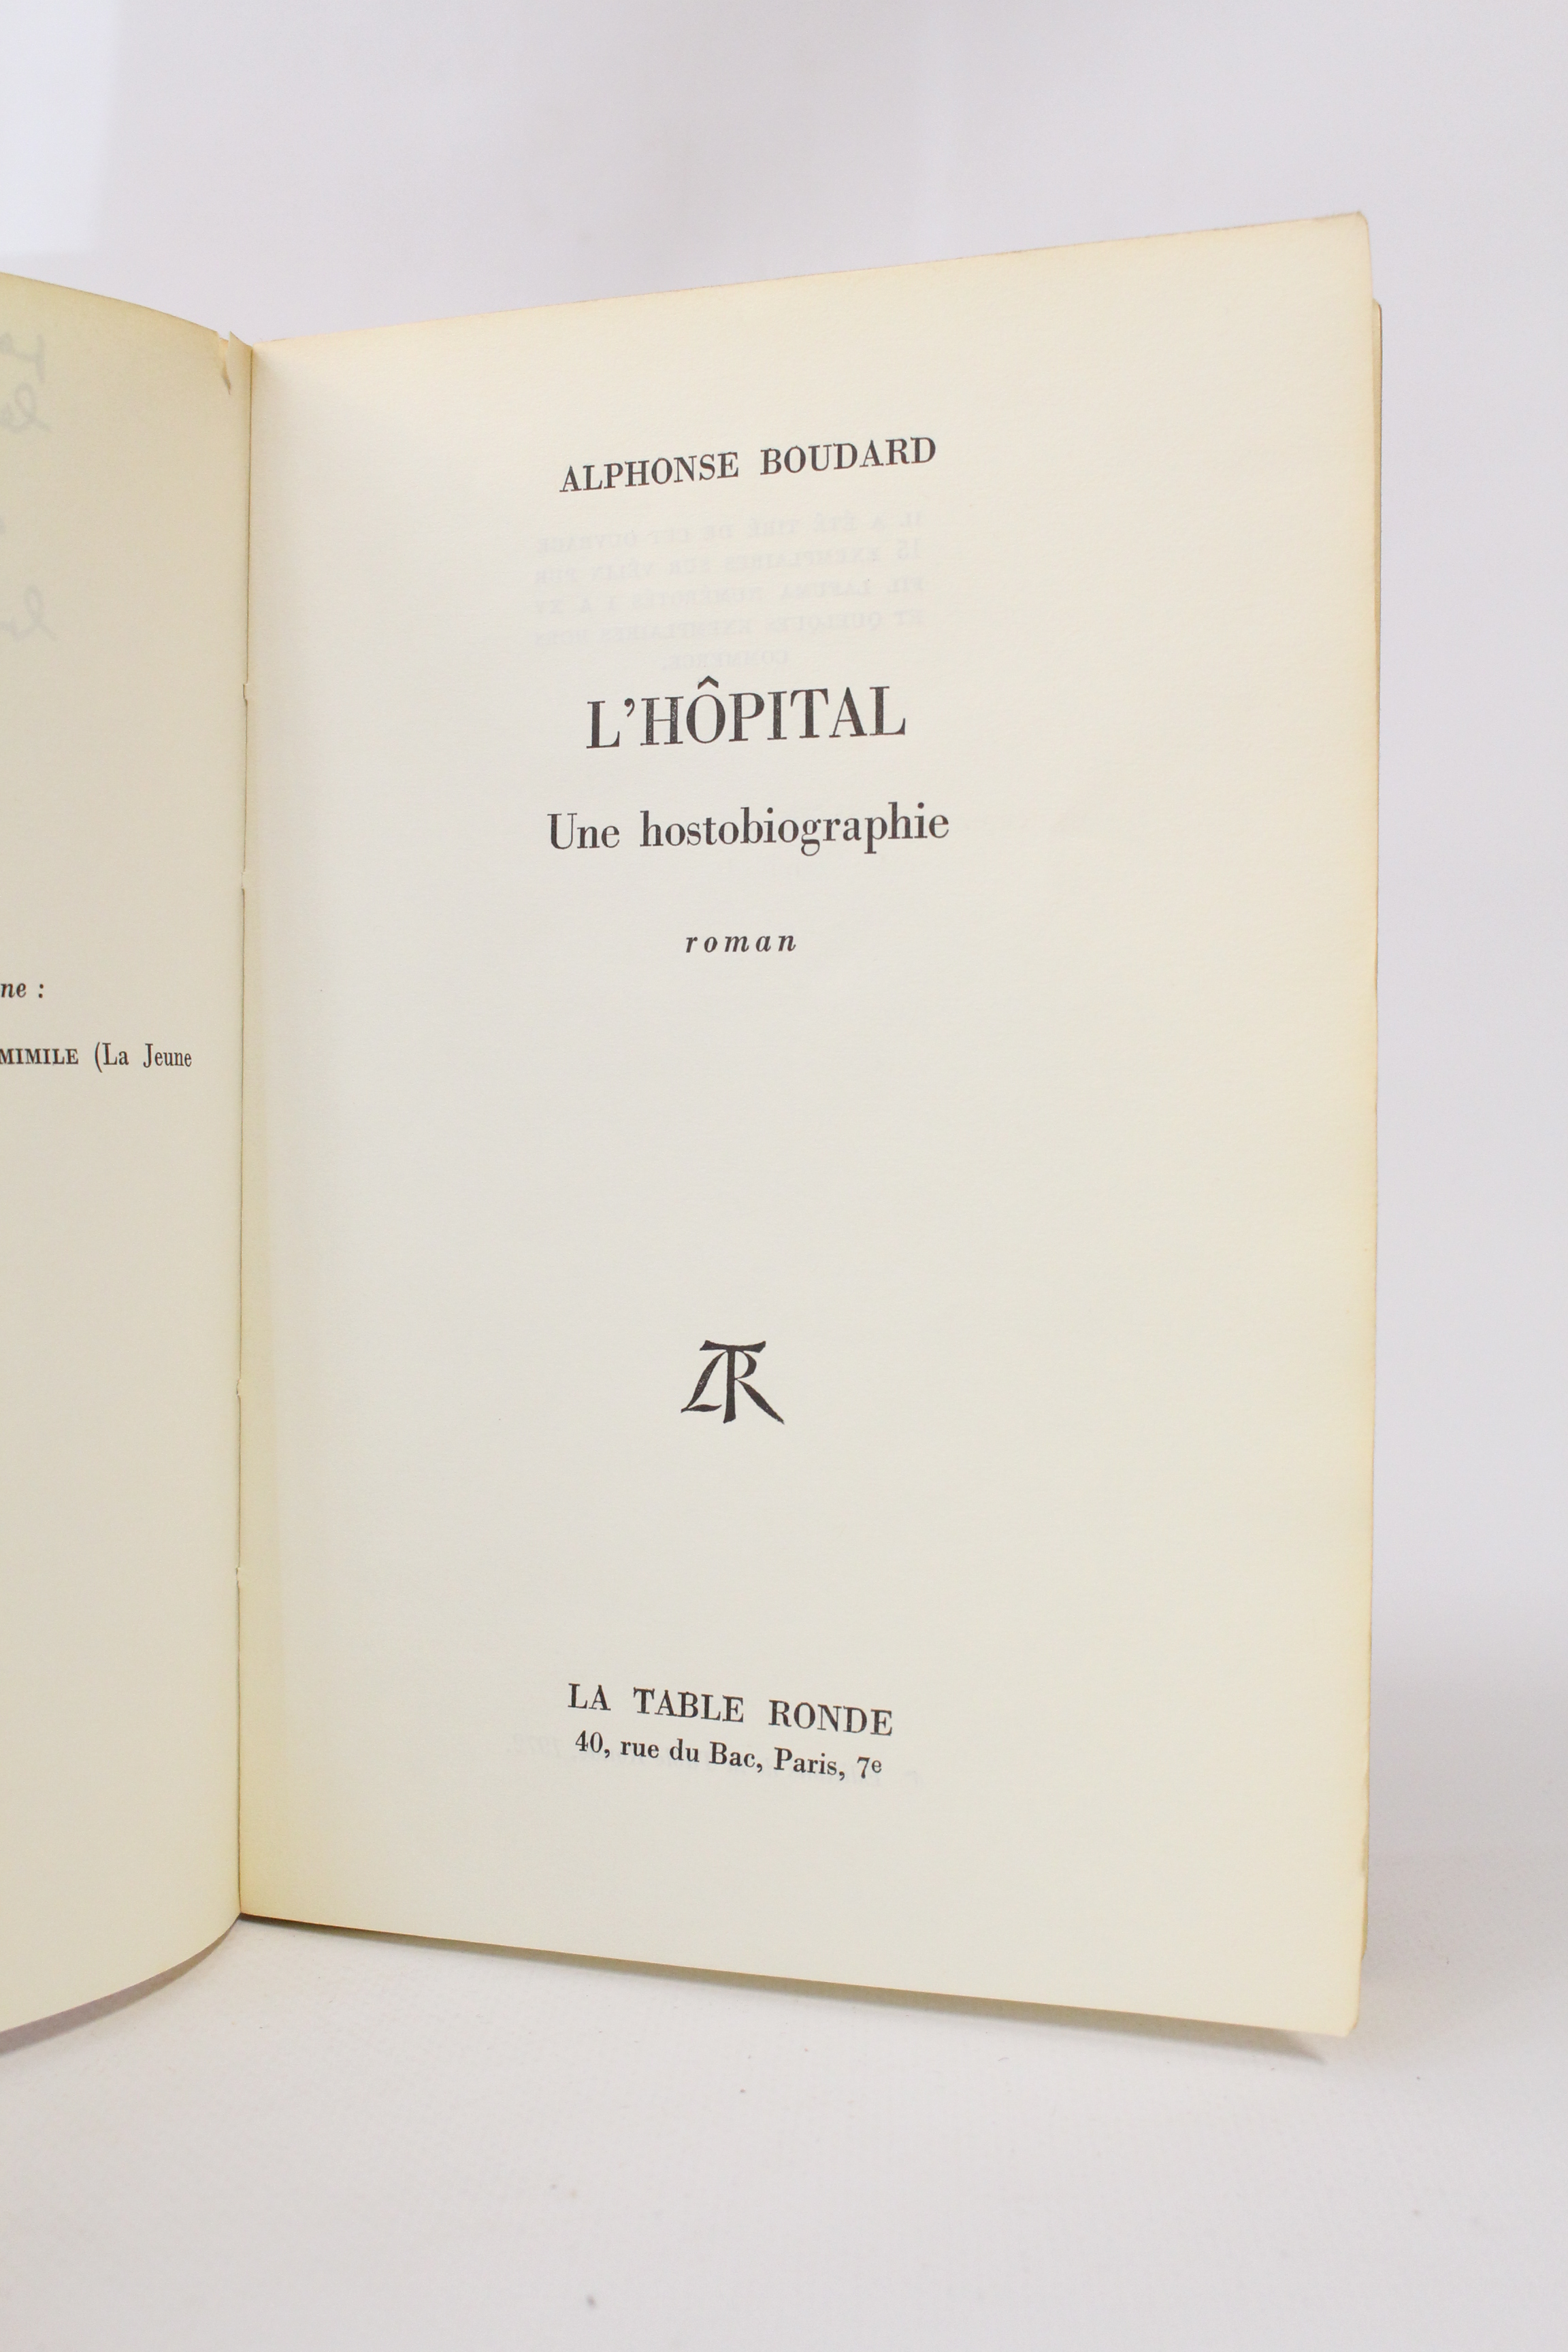 ne :
MIMILE (La Jeune
ALPHONSE BOUDARD
L'HÔPITAL
Une hostobiographie
roman
LTR
LA TABLE RONDE
40, rue du Bac, Paris, 7e